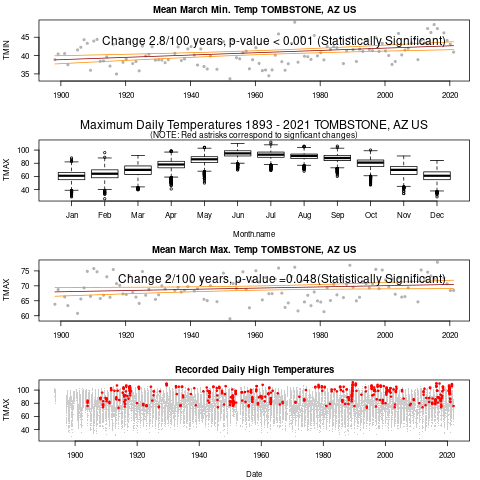 Mean March Min. Temp TOMBSTONE, AZ US
TMIN
45
40
35
Change 2.8/100 years, p-value < 0.001 (Statistically Significant)
1900 1920 1940 1960 1980 2000 2020
Maximum Daily Temperatures 1893 - 2021 TOMBSTONE, AZ US
(NOTE: Red astrisks correspond to signficant changes)
TMAX
100
80
60
40
Jan Feb Mar Apr May Jun Jul Aug Sep Oct Nov Dec
Month.name
Mean March Max. Temp TOMBSTONE, AZ US
TMAX
75
70
65
60
Change 2/100 years, p-value =0.048(Statistically Significant)
1900 1920 1940 1960 1980 2000 2020
Recorded Daily High Temperatures
TMAX
100
80
60
40
1900 1920 1940 1960 1980 2000 2020
Date